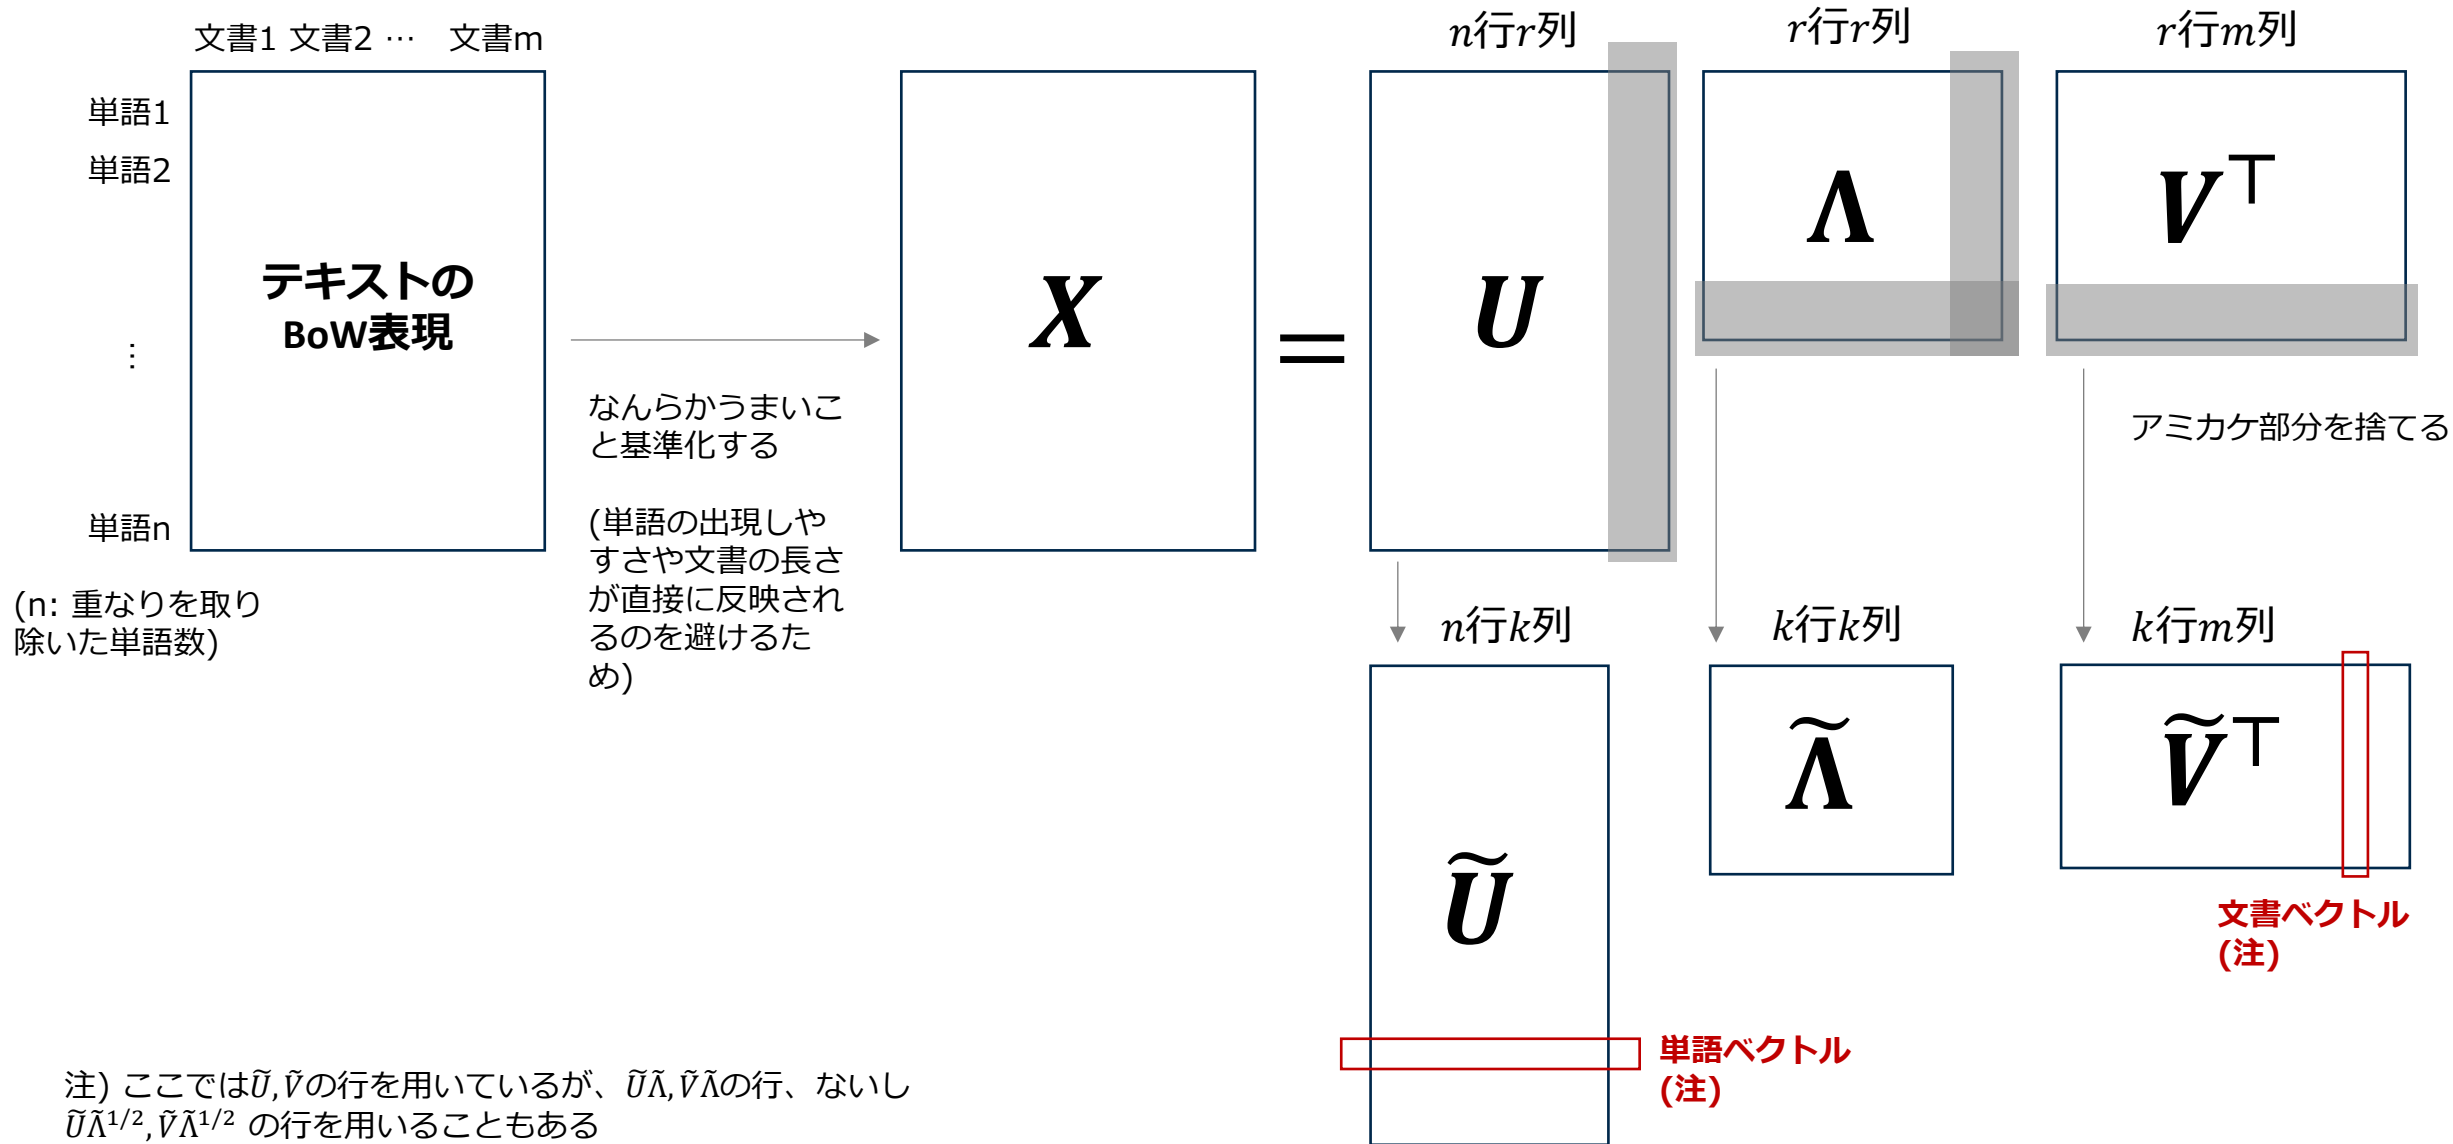 文書1 文書2 … 文書m
単語1
単語2
⋮
単語n
(n: 重なりを取り
除いた単語数)
テキストの
BoW表現
なんらかうまいこ
と基準化する
(単語の出現しや
すさや文書の長さ
が直接に反映され
るのを避けるた
め)
X
=
n行r列
U
r行r列
Λ
r行m列
V⊤
アミカケ部分を捨てる
n行k列
Ũ
k行k列
Λ̃
k行m列
Ṽ⊤
文書ベクトル
(注)
単語ベクトル
(注)
注) ここではŨ,Ṽの行を用いているが、ŨΛ̃,ṼΛ̃の行、ないし
ŨΛ̃1/2,ṼΛ̃1/2 の行を用いることもある